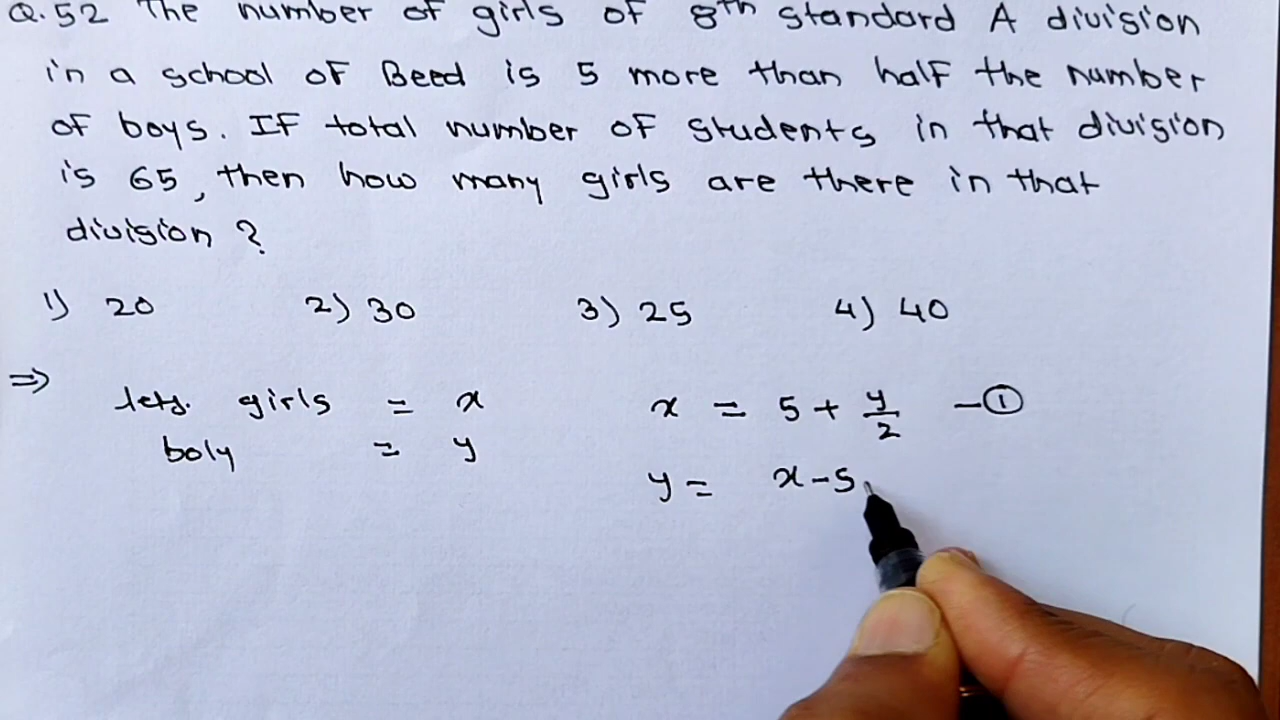 Q.52 The number of girls of 8th standard A division
in a school of Beed is 5 more than half the number
of boys. If total number of students in that division
is 65, then how many girls are there in that
division ?
1) 20 2) 30 3) 25 4) 40
⇒
lets. girls = x x = 5 + y/2 – ①
boly = y y = x - 5